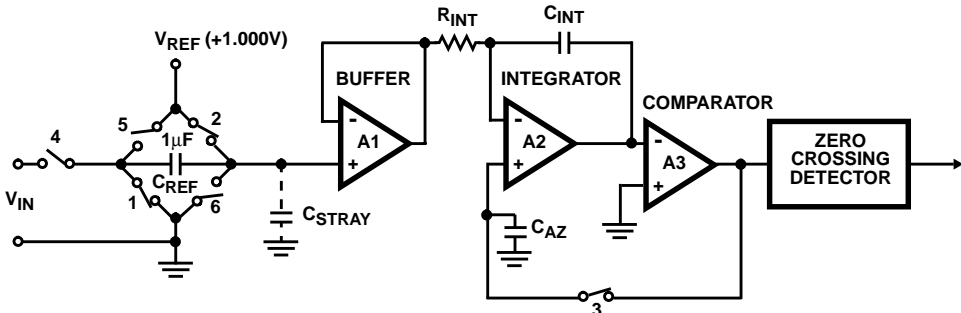 V_REF (+1.000V)
R_INT
C_INT
BUFFER
INTEGRATOR
COMPARATOR
5
2
4
1µF
C_REF
1
6
V_IN
C_STRAY
-
+
A1
-
+
A2
-
+
A3
C_AZ
3
ZERO
CROSSING
DETECTOR